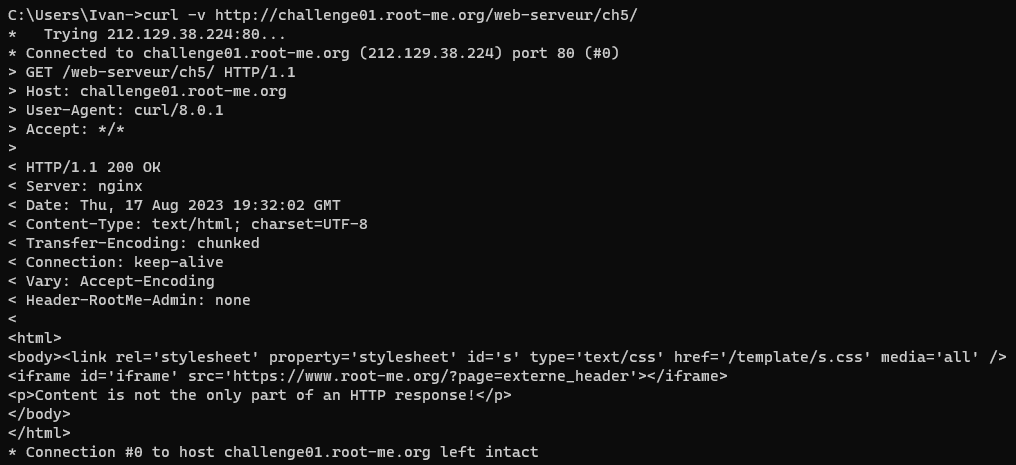 C:\Users\Ivan->curl -v http://challenge01.root-me.org/web-serveur/ch5/
*   Trying 212.129.38.224:80...
* Connected to challenge01.root-me.org (212.129.38.224) port 80 (#0)
> GET /web-serveur/ch5/ HTTP/1.1
> Host: challenge01.root-me.org
> User-Agent: curl/8.0.1
> Accept: */*
>
< HTTP/1.1 200 OK
< Server: nginx
< Date: Thu, 17 Aug 2023 19:32:02 GMT
< Content-Type: text/html; charset=UTF-8
< Transfer-Encoding: chunked
< Connection: keep-alive
< Vary: Accept-Encoding
< Header-RootMe-Admin: none
<
<html>
<body><link rel='stylesheet' property='stylesheet' id='s' type='text/css' href='/template/s.css' media='all' />
<iframe id='iframe' src='https://www.root-me.org/?page=externe_header'></iframe>
<p>Content is not the only part of an HTTP response!</p>
</body>
</html>
* Connection #0 to host challenge01.root-me.org left intact